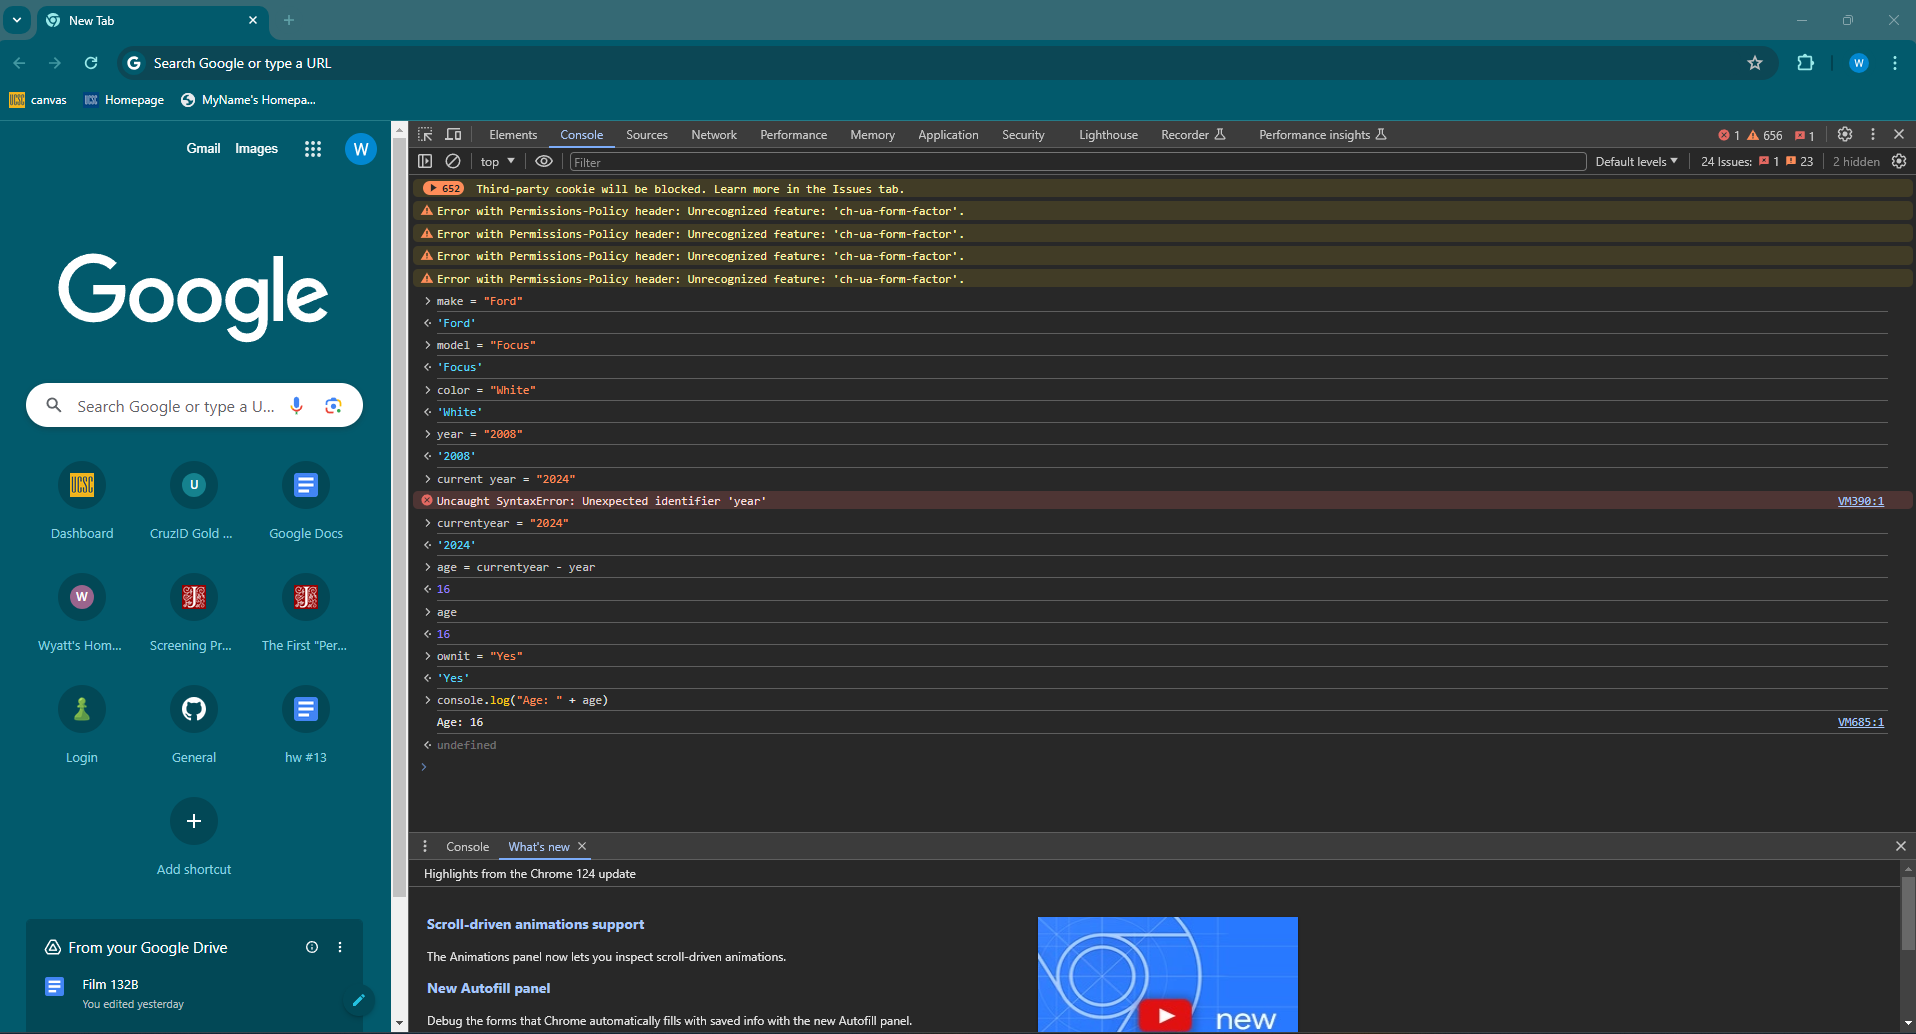 New Tab
Search Google or type a URL
W
UCSC canvas
UCSC Homepage
MyName's Homepa...
Gmail Images W
Google
Search Google or type a U...
UCSC U
Dashboard CruzID Gold ... Google Docs
W J J
Wyatt's Hom... Screening Pr... The First "Per...
Login General hw #13
Add shortcut
From your Google Drive
Film 132B
You edited yesterday
Elements Console Sources Network Performance Memory Application Security Lighthouse Recorder Performance insights 1 656 1
top Filter Default levels 24 Issues: 1 23 2 hidden
652 Third-party cookie will be blocked. Learn more in the Issues tab.
Error with Permissions-Policy header: Unrecognized feature: 'ch-ua-form-factor'.
Error with Permissions-Policy header: Unrecognized feature: 'ch-ua-form-factor'.
Error with Permissions-Policy header: Unrecognized feature: 'ch-ua-form-factor'.
Error with Permissions-Policy header: Unrecognized feature: 'ch-ua-form-factor'.
make = "Ford"
'Ford'
model = "Focus"
'Focus'
color = "White"
'White'
year = "2008"
'2008'
current year = "2024"
Uncaught SyntaxError: Unexpected identifier 'year' VM390:1
currentyear = "2024"
'2024'
age = currentyear - year
16
age
16
ownit = "Yes"
'Yes'
console.log("Age: " + age)
Age: 16 VM685:1
undefined
Console What's new
Highlights from the Chrome 124 update
Scroll-driven animations support
The Animations panel now lets you inspect scroll-driven animations.
New Autofill panel
Debug the forms that Chrome automatically fills with saved info with the new Autofill panel.
new